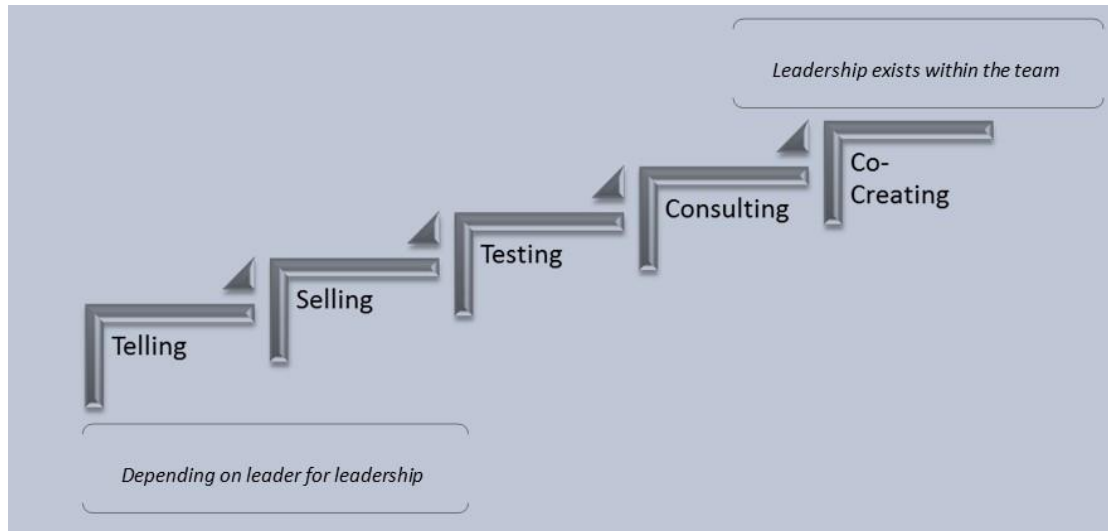 Leadership exists within the team
Co-
Creating
Consulting
Testing
Selling
Telling
Depending on leader for leadership